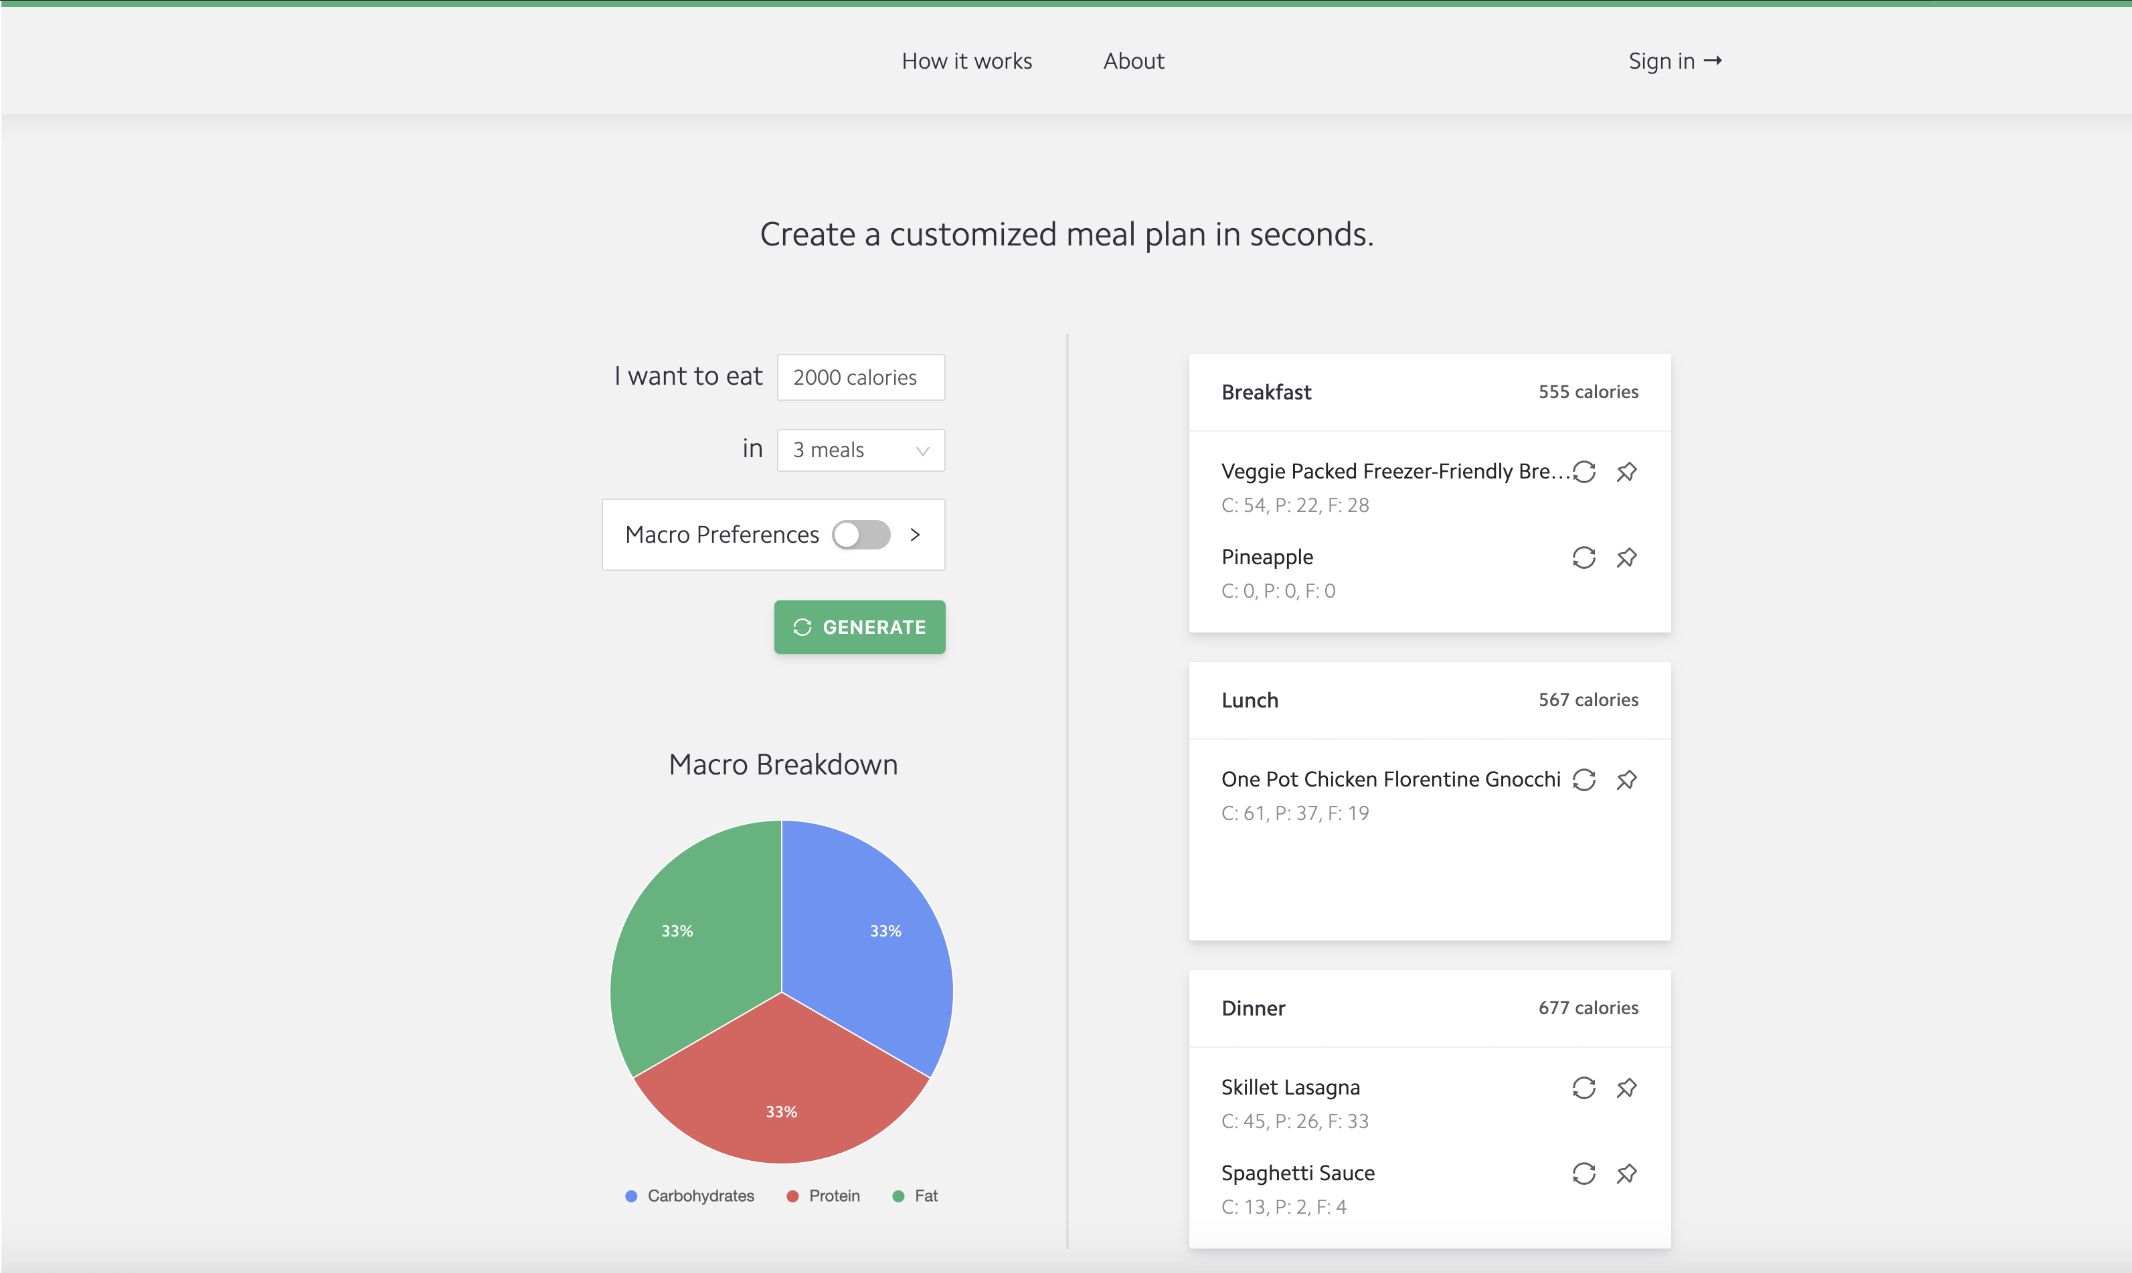 How it works
About
Sign in →
Create a customized meal plan in seconds.
I want to eat 2000 calories
in 3 meals
Macro Preferences >
GENERATE
Macro Breakdown
33%
33%
33%
Carbohydrates Protein Fat
Breakfast 555 calories
Veggie Packed Freezer-Friendly Bre...
C: 54, P: 22, F: 28
Pineapple
C: 0, P: 0, F: 0
Lunch 567 calories
One Pot Chicken Florentine Gnocchi
C: 61, P: 37, F: 19
Dinner 677 calories
Skillet Lasagna
C: 45, P: 26, F: 33
Spaghetti Sauce
C: 13, P: 2, F: 4